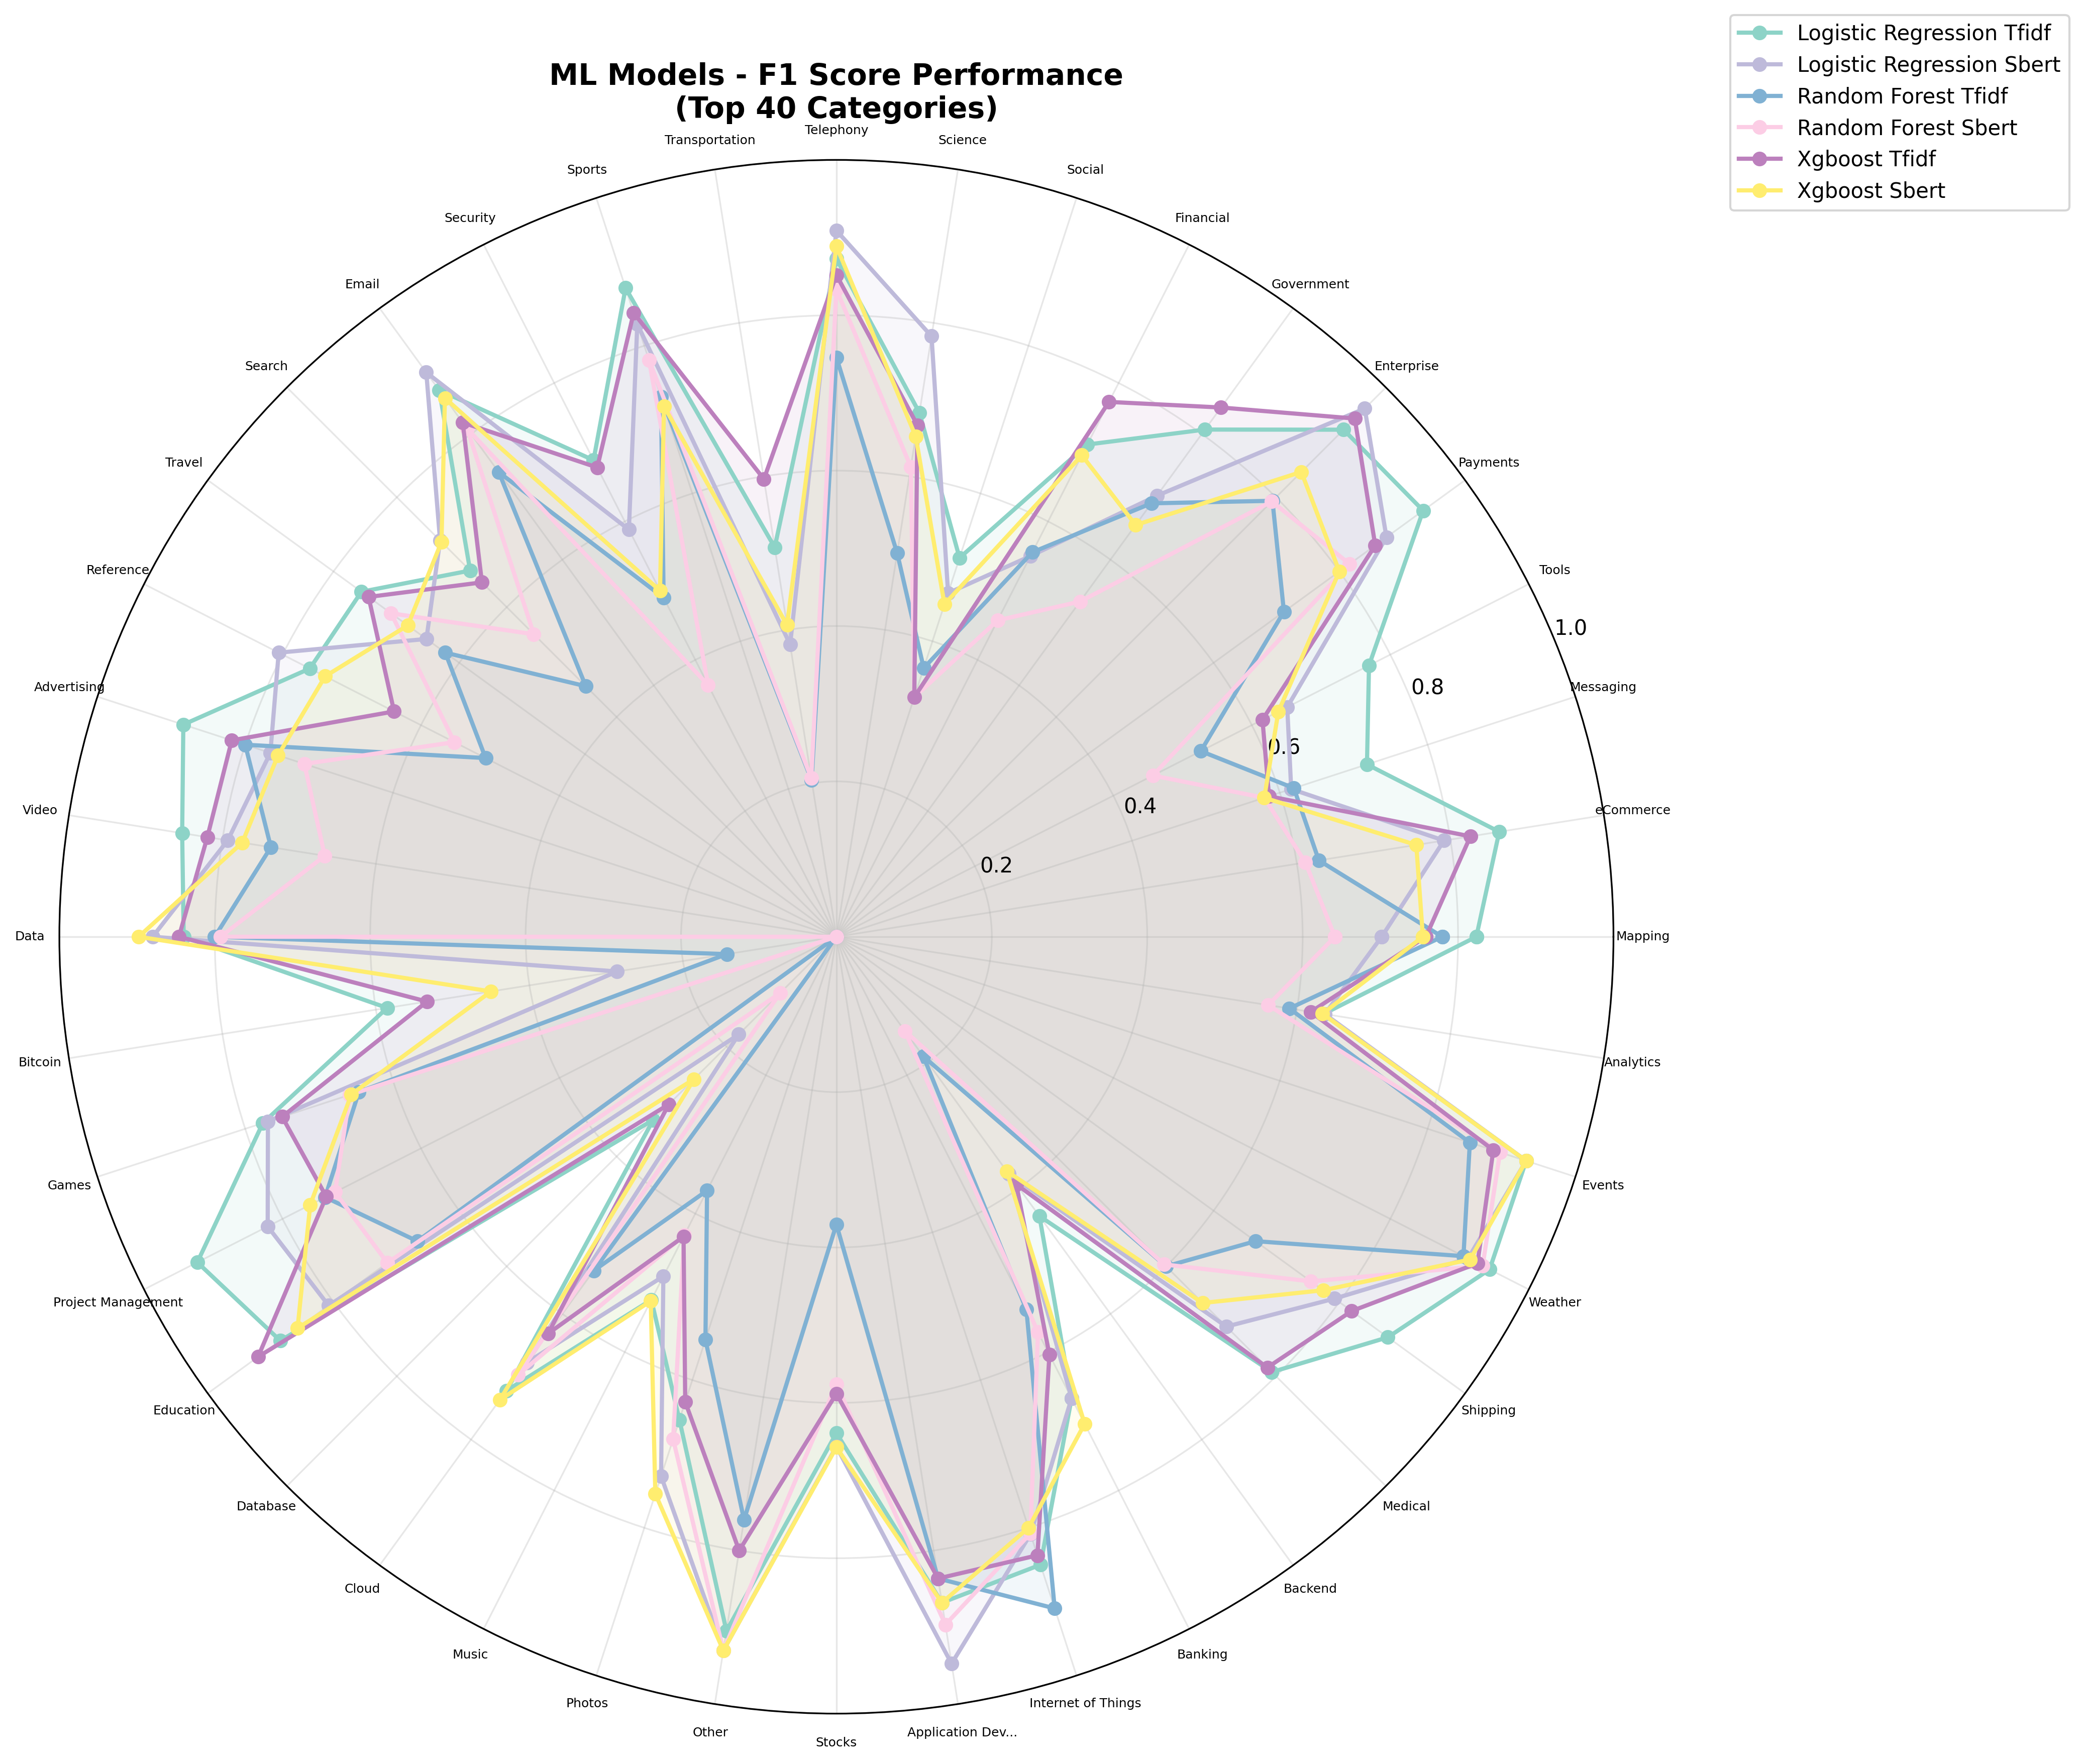 ML Models - F1 Score Performance
(Top 40 Categories)
Logistic Regression Tfidf
Logistic Regression Sbert
Random Forest Tfidf
Random Forest Sbert
Xgboost Tfidf
Xgboost Sbert
Telephony
Science
Social
Financial
Government
Enterprise
Payments
Tools
Messaging
eCommerce
Mapping
Analytics
Events
Weather
Shipping
Medical
Backend
Banking
Internet of Things
Application Dev...
Stocks
Other
Photos
Music
Cloud
Database
Education
Project Management
Games
Bitcoin
Data
Video
Advertising
Reference
Travel
Search
Email
Security
Sports
Transportation
1.0
0.8
0.6
0.4
0.2